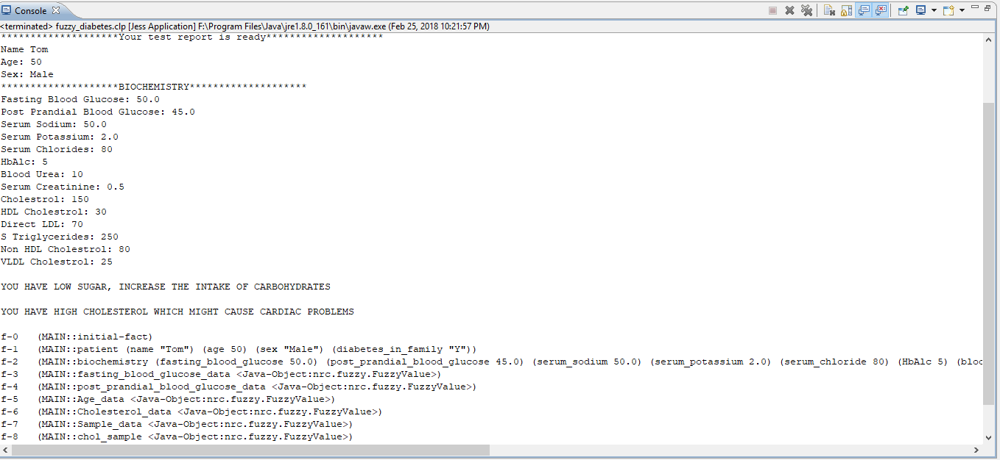 Console
<terminated> fuzzy_diabetes.clp [Jess Application] F:\Program Files\Java\jre1.8.0_161\bin\javaw.exe (Feb 25, 2018 10:21:57 PM)
********************Your test report is ready********************
Name Tom
Age: 50
Sex: Male
********************BIOCHEMISTRY********************
Fasting Blood Glucose: 50.0
Post Prandial Blood Glucose: 45.0
Serum Sodium: 50.0
Serum Potassium: 2.0
Serum Chlorides: 80
HbAlc: 5
Blood Urea: 10
Serum Creatinine: 0.5
Cholestrol: 150
HDL Cholestrol: 30
Direct LDL: 70
S Triglycerides: 250
Non HDL Cholestrol: 80
VLDL Cholestrol: 25
YOU HAVE LOW SUGAR, INCREASE THE INTAKE OF CARBOHYDRATES
YOU HAVE HIGH CHOLESTEROL WHICH MIGHT CAUSE CARDIAC PROBLEMS
f-0 (MAIN::initial-fact)
f-1 (MAIN::patient (name "Tom") (age 50) (sex "Male") (diabetes_in_family "Y"))
f-2 (MAIN::biochemistry (fasting_blood_glucose 50.0) (post_prandial_blood_glucose 45.0) (serum_sodium 50.0) (serum_potassium 2.0) (serum_chloride 80) (HbAlc 5) (bloo
f-3 (MAIN::fasting_blood_glucose_data <Java-Object:nrc.fuzzy.FuzzyValue>)
f-4 (MAIN::post_prandial_blood_glucose_data <Java-Object:nrc.fuzzy.FuzzyValue>)
f-5 (MAIN::Age_data <Java-Object:nrc.fuzzy.FuzzyValue>)
f-6 (MAIN::Cholesterol_data <Java-Object:nrc.fuzzy.FuzzyValue>)
f-7 (MAIN::Sample_data <Java-Object:nrc.fuzzy.FuzzyValue>)
f-8 (MAIN::chol_sample <Java-Object:nrc.fuzzy.FuzzyValue>)